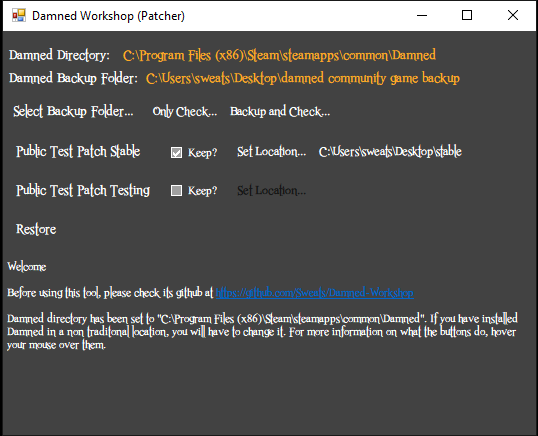 Damned Workshop (Patcher)
Damned Directory: C:\Program Files (x86)\Steam\steamapps\common\Damned
Damned Backup Folder: C:\Users\sweats\Desktop\damned community game backup
Select Backup Folder... Only Check... Backup and Check...
Public Test Patch Stable Keep? Set Location... C:\Users\sweats\Desktop\stable
Public Test Patch Testing Keep? Set Location...
Restore
Welcome
Before using this tool, please check its github at https://github.com/Sweats/Damned-Workshop
Damned directory has been set to "C:\Program Files (x86)\Steam\steamapps\common\Damned". If you have installed
Damned in a non traditonal location, you will have to change it. For more information on what the buttons do, hover
your mouse over them.